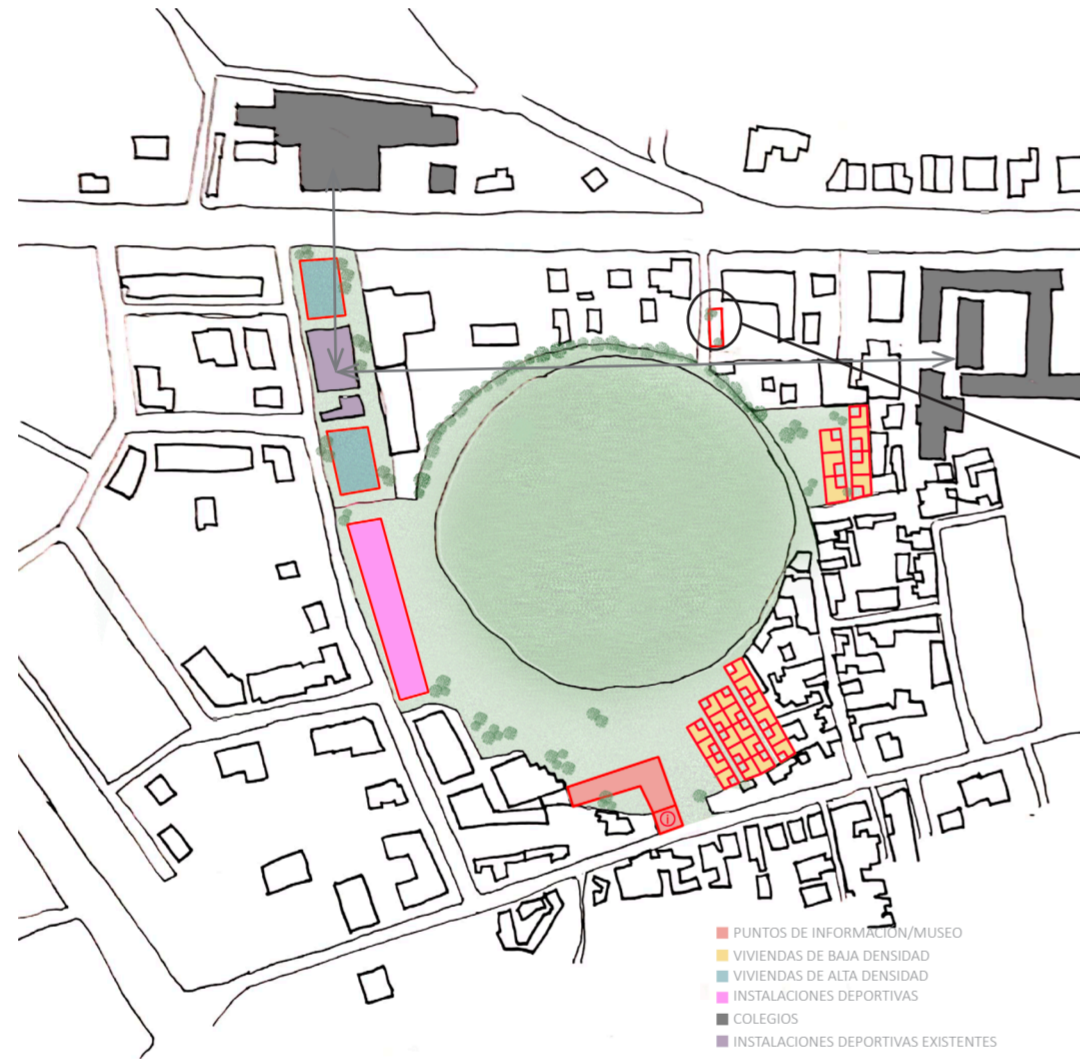 i
PUNTOS DE INFORMACIÓN/MUSEO
VIVIENDAS DE BAJA DENSIDAD
VIVIENDAS DE ALTA DENSIDAD
INSTALACIONES DEPORTIVAS
COLEGIOS
INSTALACIONES DEPORTIVAS EXISTENTES